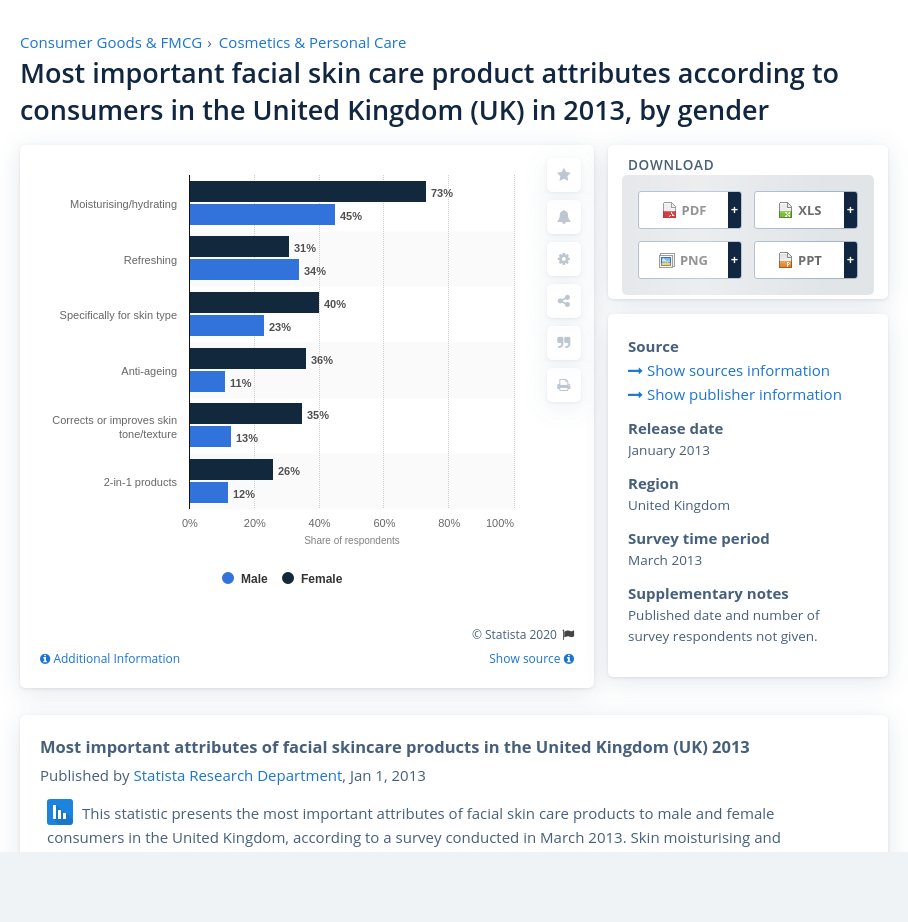 Consumer Goods & FMCG › Cosmetics & Personal Care
Most important facial skin care product attributes according to
consumers in the United Kingdom (UK) in 2013, by gender
Moisturising/hydrating
73%
45%
Refreshing
31%
34%
Specifically for skin type
40%
23%
Anti-ageing
36%
11%
Corrects or improves skin
tone/texture
35%
13%
2-in-1 products
26%
12%
0% 20% 40% 60% 80% 100%
Share of respondents
Male Female
© Statista 2020
Additional Information
Show source
DOWNLOAD
PDF + XLS +
PNG + PPT +
Source
Show sources information
Show publisher information
Release date
January 2013
Region
United Kingdom
Survey time period
March 2013
Supplementary notes
Published date and number of
survey respondents not given.
Most important attributes of facial skincare products in the United Kingdom (UK) 2013
Published by Statista Research Department, Jan 1, 2013
This statistic presents the most important attributes of facial skin care products to male and female
consumers in the United Kingdom, according to a survey conducted in March 2013. Skin moisturising and